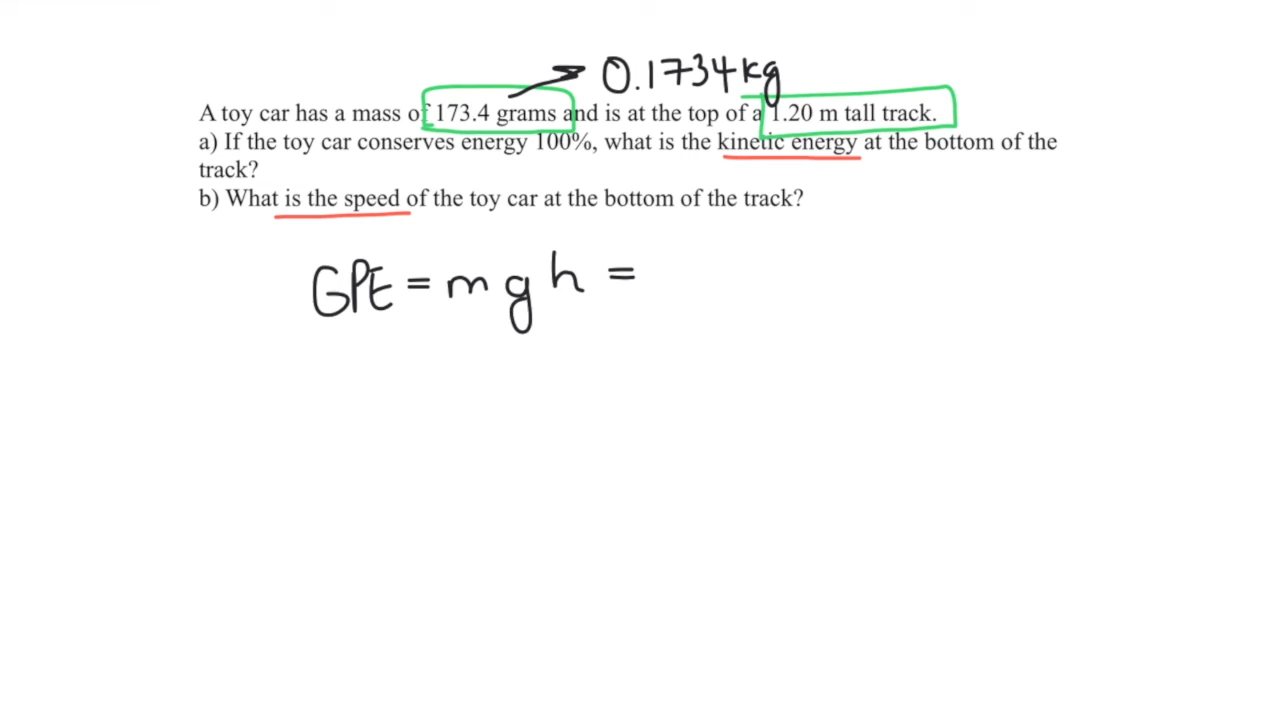 0.1734kg
A toy car has a mass of 173.4 grams and is at the top of a 1.20 m tall track.
a) If the toy car conserves energy 100%, what is the kinetic energy at the bottom of the
track?
b) What is the speed of the toy car at the bottom of the track?
GPE = m g h =